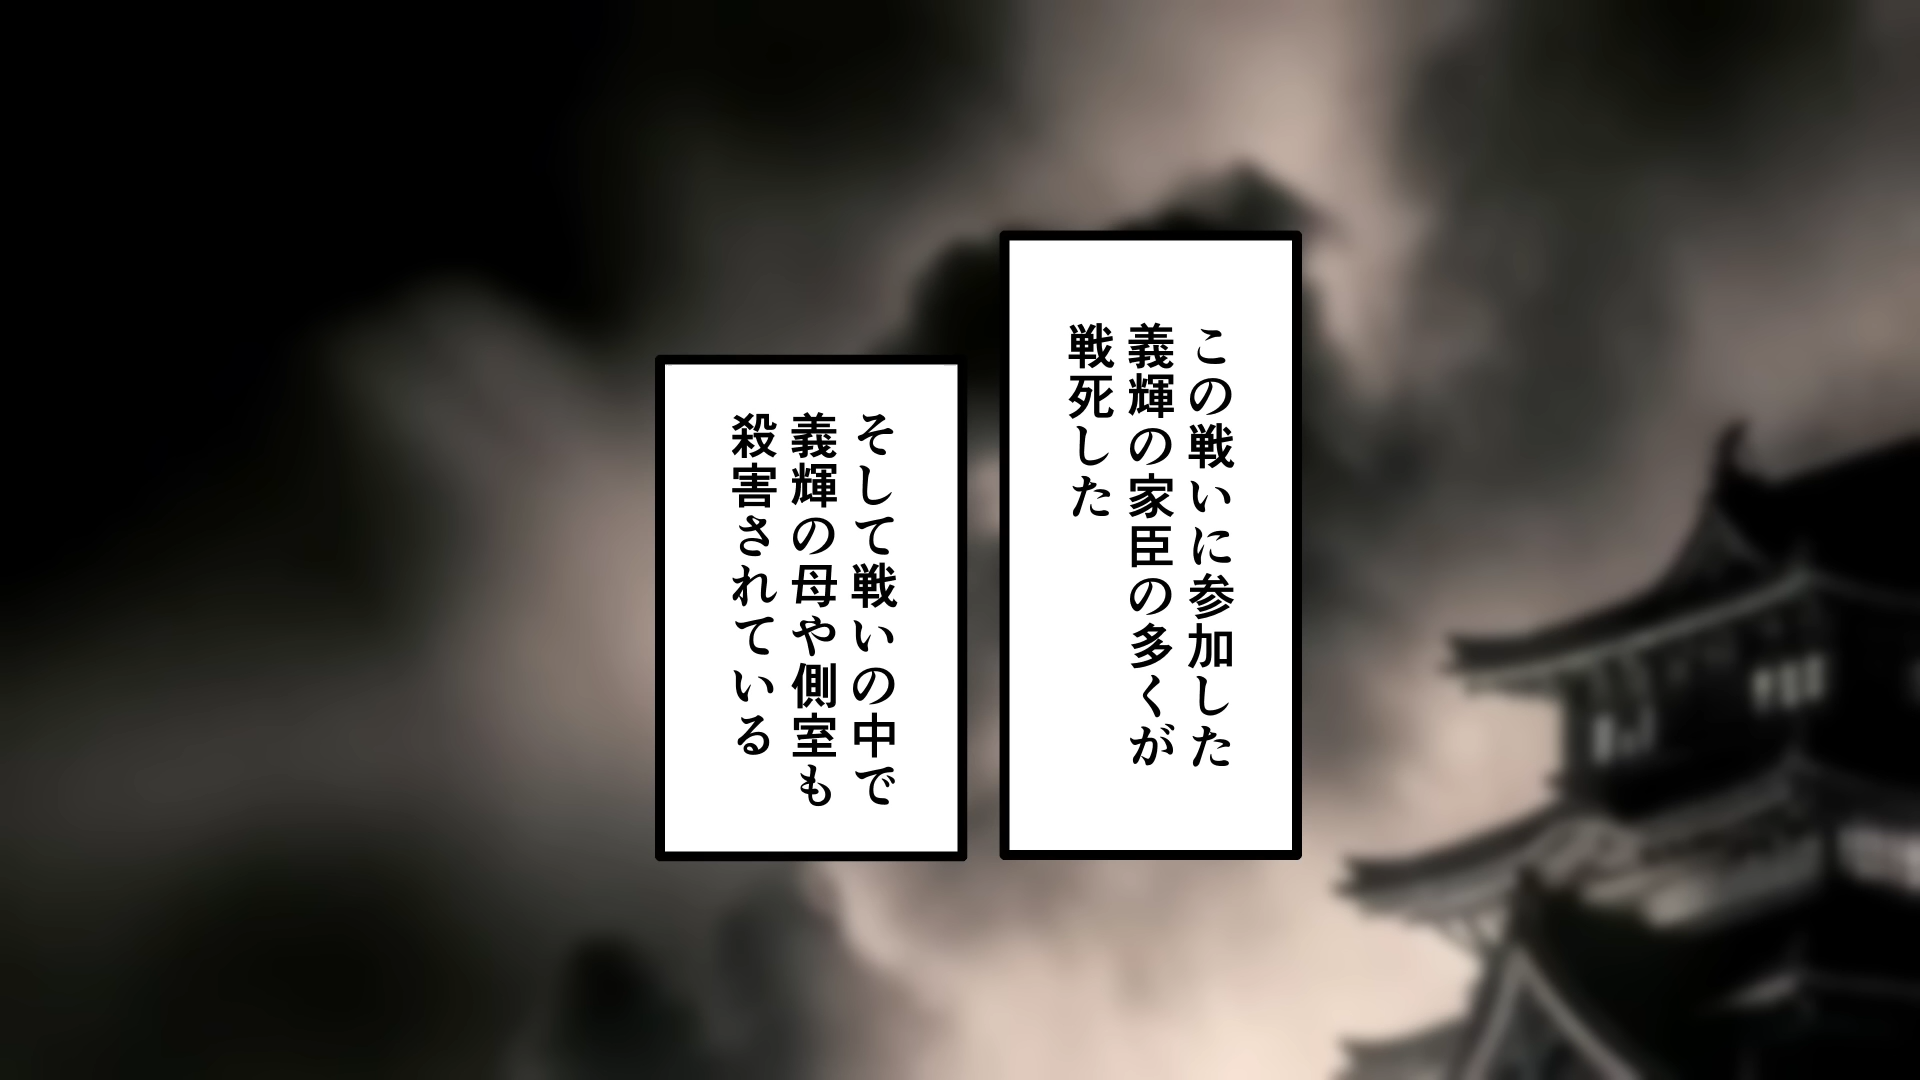 この戦いに参加した
義輝の家臣の多くが
戦死した
そして戦いの中で
義輝の母や側室も
殺害されている